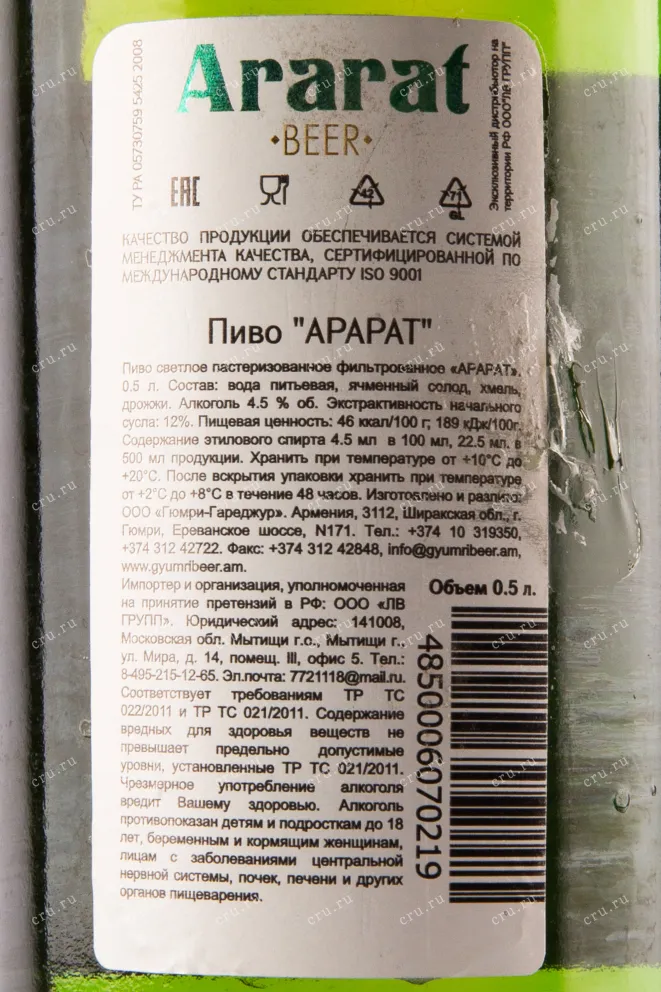 Ararat
•BEER•
ТУ РА 05730759 5425 2008
Эксклюзивный дистрибьютор на
территории РФ ООО"ЛВ ГРУПП"
ЕАС
42
71
КАЧЕСТВО ПРОДУКЦИИ ОБЕСПЕЧИВАЕТСЯ СИСТЕМОЙ
МЕНЕДЖМЕНТА КАЧЕСТВА, СЕРТИФИЦИРОВАННОЙ ПО
МЕЖДУНАРОДНОМУ СТАНДАРТУ ISO 9001
Пиво "АРАРАТ"
Пиво светлое пастеризованное фильтрованное «АРАРАТ».
0.5 л. Состав: вода питьевая, ячменный солод, хмель,
дрожжи. Алкоголь 4.5 % об. Экстрактивность начального
сусла: 12%. Пищевая ценность: 46 ккал/100 г; 189 кДж/100г.
Содержание этилового спирта 4.5 мл в 100 мл, 22.5 мл. в
500 мл продукции. Хранить при температуре от +10°С до
+20°С. После вскрытия упаковки хранить при температуре
от +2°С до +8°С в течение 48 часов. Изготовлено и разлито:
ООО «Гюмри-Гареджур». Армения, 3112, Ширакская обл., г.
Гюмри, Ереванское шоссе, N171. Тел.: +374 10 319350,
+374 312 42722. Факс: +374 312 42848, info@gyumribeer.am,
www.gyumribeer.am.
Импортер и организация, уполномоченная
на принятие претензий в РФ: ООО «ЛВ
ГРУПП». Юридический адрес: 141008,
Московская обл. Мытищи г.о., Мытищи г.,
ул. Мира, д. 14, помещ. III, офис 5. Тел.:
8-495-215-12-65. Эл.почта: 7721118@mail.ru.
Соответствует требованиям ТР ТС
022/2011 и ТР ТС 021/2011. Содержание
вредных для здоровья веществ не
превышает предельно допустимые
уровни, установленные ТР ТС 021/2011.
Чрезмерное употребление алкоголя
вредит Вашему здоровью. Алкоголь
противопоказан детям и подросткам до 18
лет, беременным и кормящим женщинам,
лицам с заболеваниями центральной
нервной системы, почек, печени и других
органов пищеварения.
Объем 0.5 л.
4850006070219
cru.ru